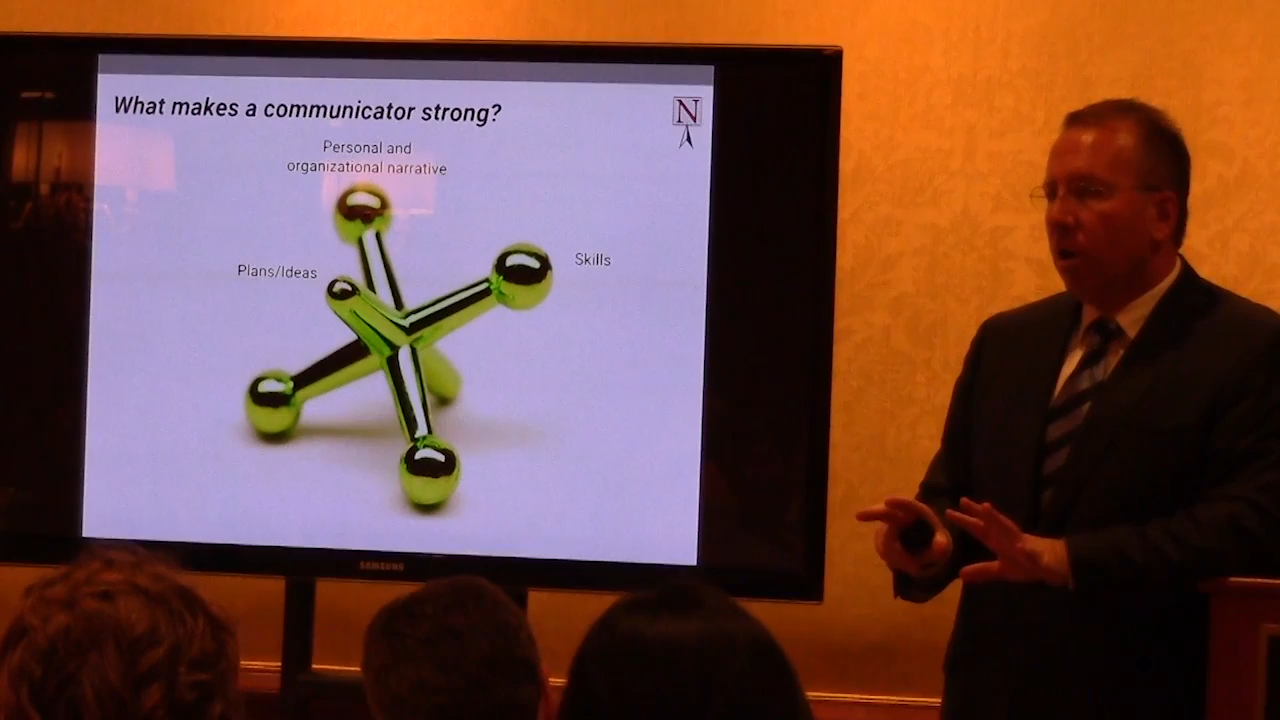 What makes a communicator strong?
N
Personal and
organizational narrative
Skills
Plans/Ideas
SAMSUNG